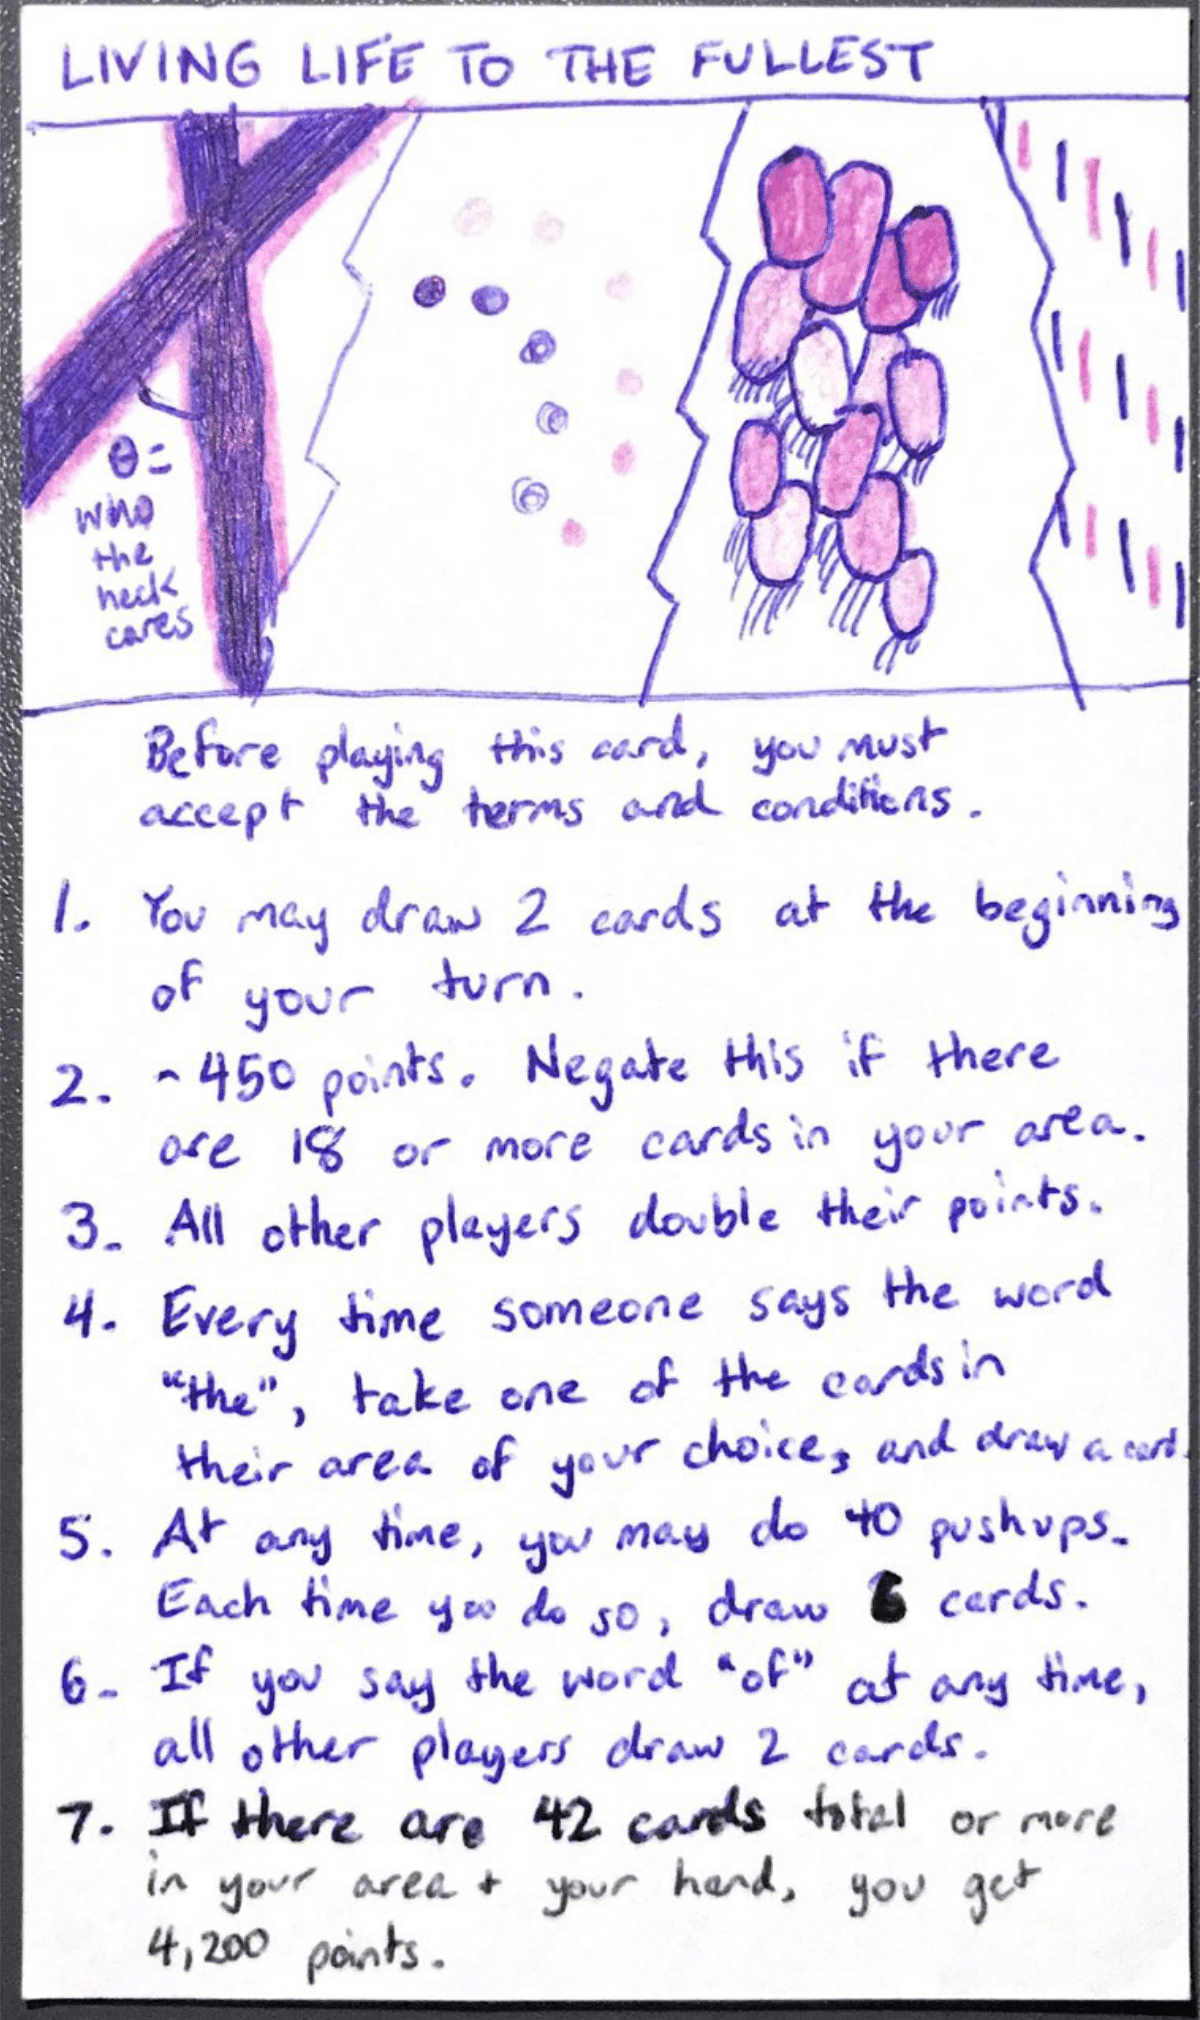 LIVING LIFE TO THE FULLEST
θ =
who
the
heck
cares
Before playing this card, you must
accept the terms and conditions.
1. You may draw 2 cards at the beginning
of your turn.
2. -450 points. Negate this if there
are 18 or more cards in your area.
3. All other players double their points.
4. Every time someone says the word
"the", take one of the cards in
their area of your choice, and draw a card.
5. At any time, you may do 40 pushups.
Each time you do so, draw 6 cards.
6. If you say the word "of" at any time,
all other players draw 2 cards.
7. If there are 42 cards total or more
in your area + your hand, you get
4,200 points.